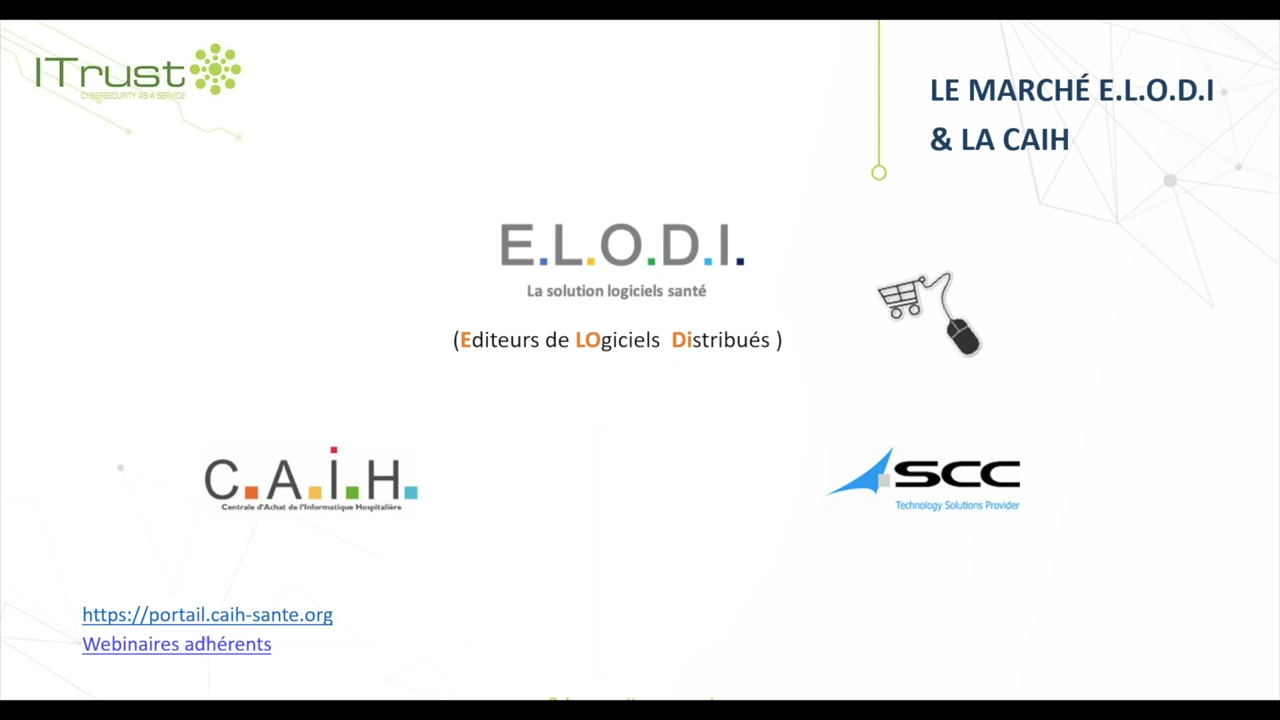 ITrust
CYBERSECURITY AS A SERVICE
LE MARCHÉ E.L.O.D.I
& LA CAIH
E.L.O.D.I.
La solution logiciels santé
(Editeurs de LOgiciels Distribués )
C.A.i.H.
Centrale d'Achat de l'Informatique Hospitalière
SCC
Technology Solutions Provider
https://portail.caih-sante.org
Webinaires adhérents